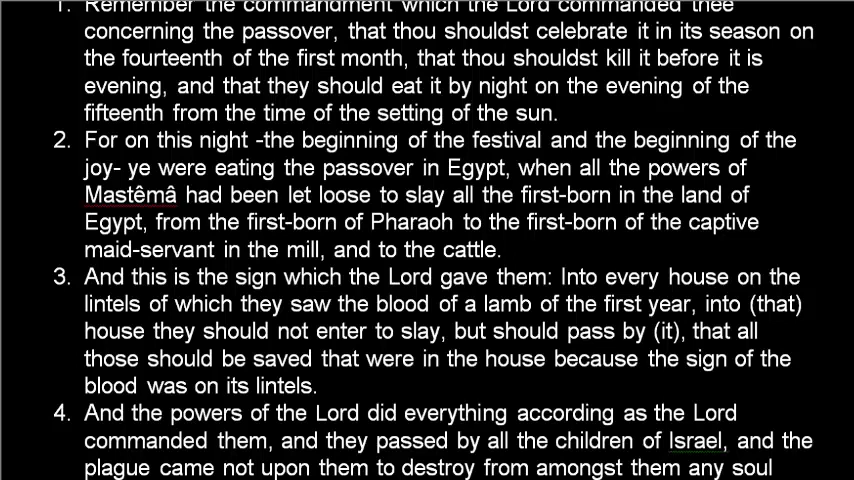 1. Remember the commandment which the Lord commanded thee
concerning the passover, that thou shouldst celebrate it in its season on
the fourteenth of the first month, that thou shouldst kill it before it is
evening, and that they should eat it by night on the evening of the
fifteenth from the time of the setting of the sun.
2. For on this night -the beginning of the festival and the beginning of the
joy- ye were eating the passover in Egypt, when all the powers of
Mastêmâ had been let loose to slay all the first-born in the land of
Egypt, from the first-born of Pharaoh to the first-born of the captive
maid-servant in the mill, and to the cattle.
3. And this is the sign which the Lord gave them: Into every house on the
lintels of which they saw the blood of a lamb of the first year, into (that)
house they should not enter to slay, but should pass by (it), that all
those should be saved that were in the house because the sign of the
blood was on its lintels.
4. And the powers of the Lord did everything according as the Lord
commanded them, and they passed by all the children of Israel, and the
plague came not upon them to destroy from amongst them any soul